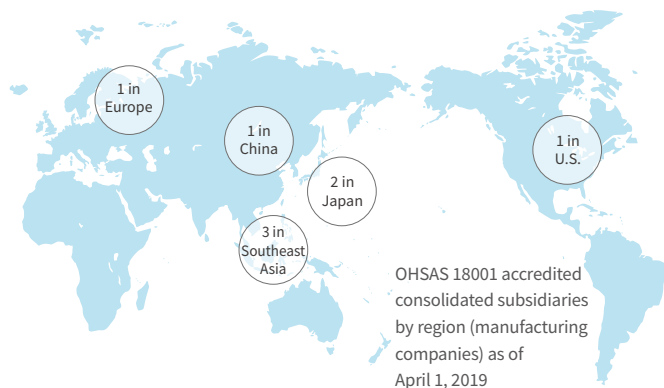 1 in
Europe
1 in
China
1 in
U.S.
2 in
Japan
3 in
Southeast
Asia
OHSAS 18001 accredited
consolidated subsidiaries
by region (manufacturing
companies) as of
April 1, 2019